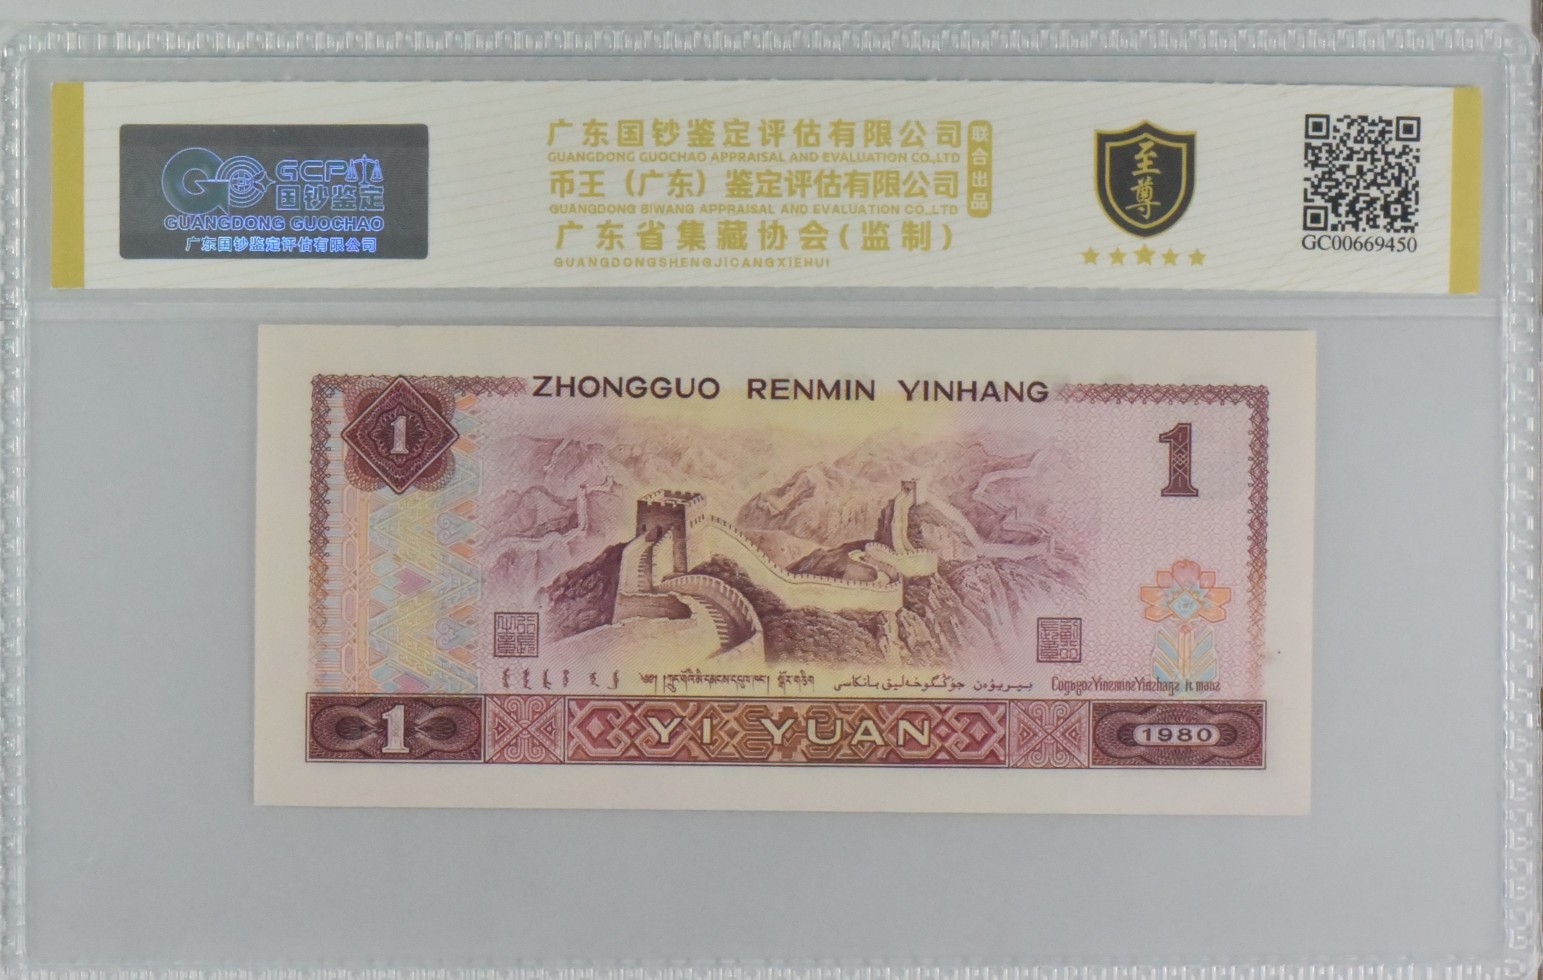 GCP
国钞鉴定
GUANGDONG GUOCHAO
广东国钞鉴定评估有限公司
广东国钞鉴定评估有限公司
GUANGDONG GUOCHAO APPRAISAL AND EVALUATION CO.,LTD
币王（广东）鉴定评估有限公司
GUANGDONG BIWANG APPRAISAL AND EVALUATION CO.,LTD
广东省集藏协会(监制)
GUANGDONGSHENGJICANGXIEHUI
联合出品
至尊
GC00669450
ZHONGGUO RENMIN YINHANG
1
1
1
YI YUAN
1980